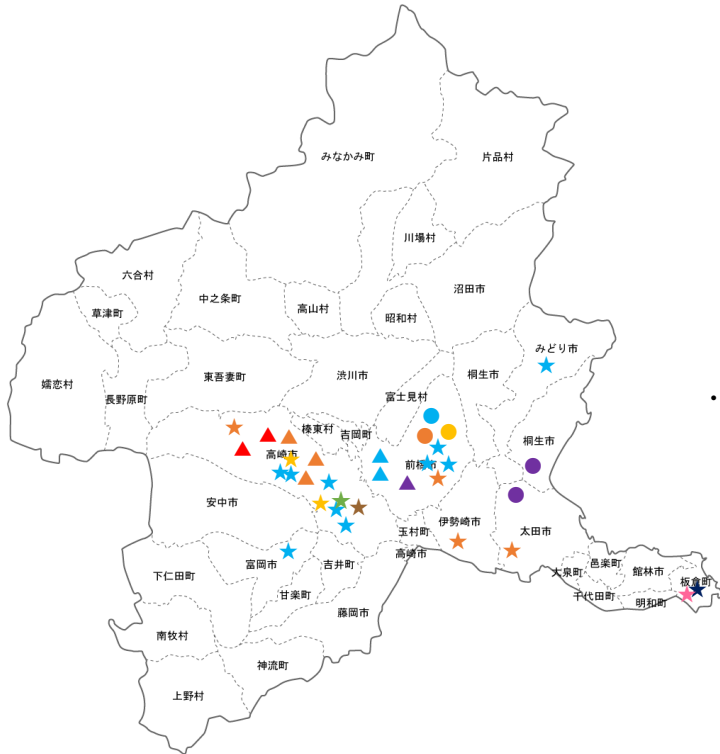 みなかみ町
片品村
川場村
六合村
沼田市
中之条町
草津町
高山村
昭和村
みどり市
東吾妻町
渋川市
桐生市
嬬恋村
長野原町
富士見村
榛東村
吉岡町
桐生市
高崎市
前橋市
安中市
伊勢崎市
玉村町
太田市
高崎市
富岡市
吉井町
邑楽町
下仁田町
大泉町
館林市
板倉町
甘楽町
千代田町
明和町
藤岡市
南牧村
神流町
上野村